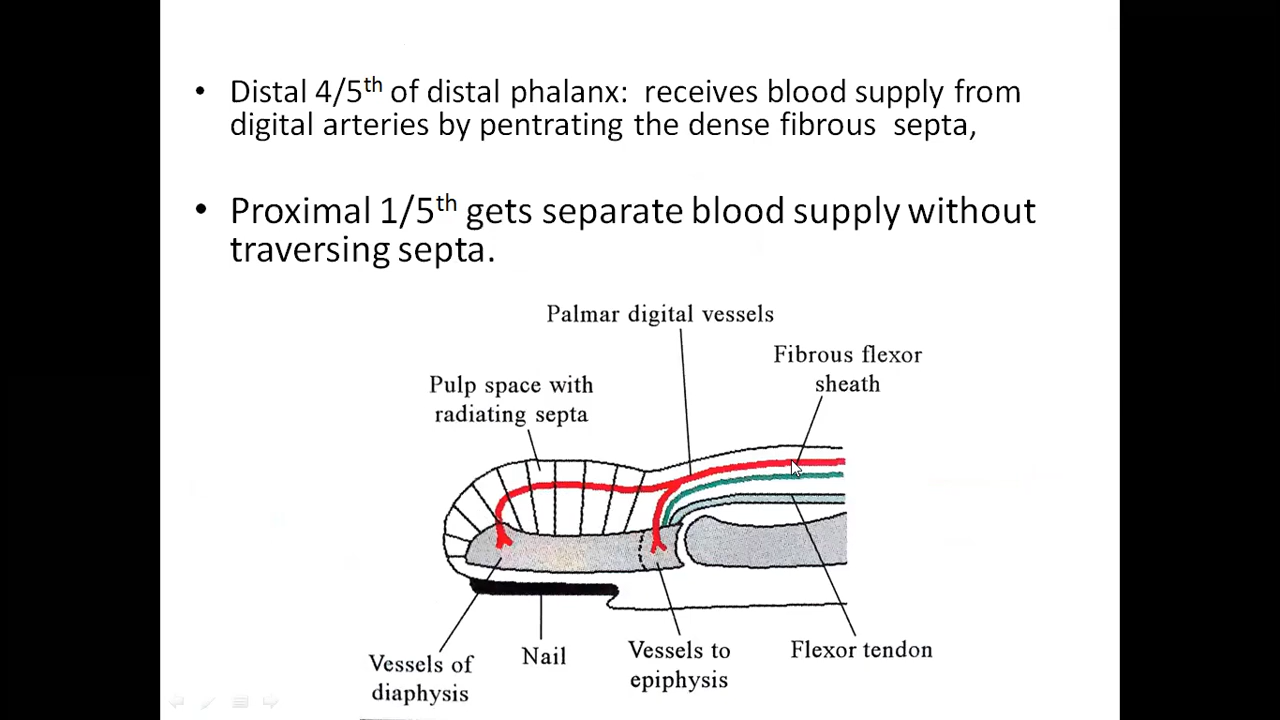 • Distal 4/5th of distal phalanx: receives blood supply from
digital arteries by pentrating the dense fibrous septa,
• Proximal 1/5th gets separate blood supply without
traversing septa.
Palmar digital vessels
Fibrous flexor
sheath
Pulp space with
radiating septa
Vessels of
diaphysis
Nail
Vessels to
epiphysis
Flexor tendon